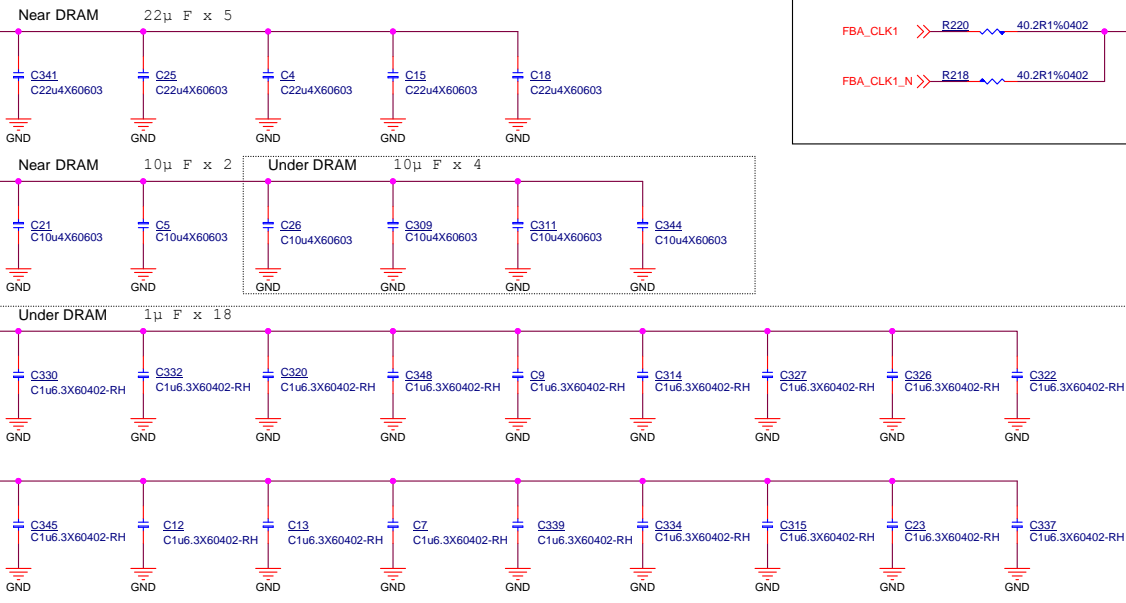 Near DRAM 22µ F x 5
C341 C25 C4 C15 C18
C22u4X60603 C22u4X60603 C22u4X60603 C22u4X60603 C22u4X60603
GND GND GND GND GND
FBA_CLK1 R220 40.2R1%0402
FBA_CLK1_N R218 40.2R1%0402
Near DRAM 10µ F x 2 Under DRAM 10µ F x 4
C21 C5 C26 C309 C311 C344
C10u4X60603 C10u4X60603 C10u4X60603 C10u4X60603 C10u4X60603 C10u4X60603
GND GND GND GND GND GND
Under DRAM 1µ F x 18
C330 C332 C320 C348 C9 C314 C327 C326 C322
C1u6.3X60402-RH C1u6.3X60402-RH C1u6.3X60402-RH C1u6.3X60402-RH C1u6.3X60402-RH C1u6.3X60402-RH C1u6.3X60402-RH C1u6.3X60402-RH C1u6.3X60402-RH
GND GND GND GND GND GND GND GND GND
C345 C12 C13 C7 C339 C334 C315 C23 C337
C1u6.3X60402-RH C1u6.3X60402-RH C1u6.3X60402-RH C1u6.3X60402-RH C1u6.3X60402-RH C1u6.3X60402-RH C1u6.3X60402-RH C1u6.3X60402-RH C1u6.3X60402-RH
GND GND GND GND GND GND GND GND GND